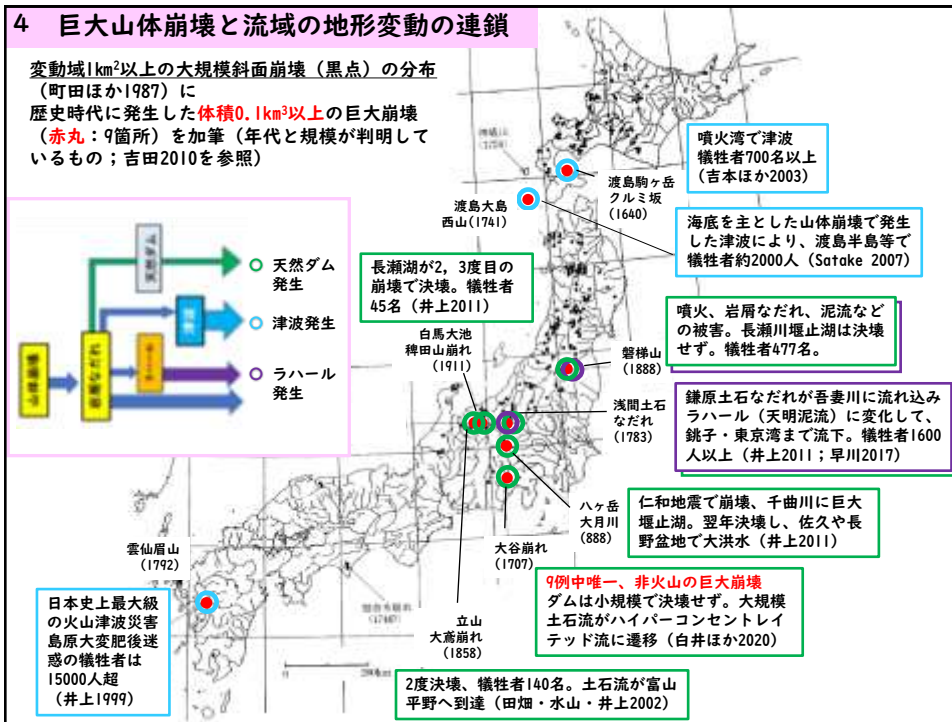 4 巨大山体崩壊と流域の地形変動の連鎖
変動域1km²以上の大規模斜面崩壊（黒点）の分布
（町田ほか1987）に
歴史時代に発生した体積0.1km³以上の巨大崩壊
（赤丸：9箇所）を加筆（年代と規模が判明して
いるもの；吉田2010を参照）
山体崩壊
岩屑なだれ
天然ダム
津波
天然ダム
発生
津波発生
ラハール
発生
渡島大島
西山(1741)
渡島駒ヶ岳
クルミ坂
(1640)
噴火湾で津波
犠牲者700名以上
（吉本ほか2003）
海底を主とした山体崩壊で発生
した津波により、渡島半島等で
犠牲者約2000人（Satake 2007）
長瀬湖が2，3度目の
崩壊で決壊。犠牲者
45名（井上2011）
白馬大池
稗田山崩れ
(1911)
噴火、岩屑なだれ、泥流など
の被害。長瀬川堰止湖は決壊
せず。犠牲者477名。
磐梯山
(1888)
浅間土石
なだれ
(1783)
鎌原土石なだれが吾妻川に流れ込み
ラハール（天明泥流）に変化して、
銚子・東京湾まで流下。犠牲者1600
人以上（井上2011；早川2017）
八ヶ岳
大月川
(888)
仁和地震で崩壊、千曲川に巨大
堰止湖。翌年決壊し、佐久や長
野盆地で大洪水（井上2011）
大谷崩れ
(1707)
9例中唯一、非火山の巨大崩壊
ダムは小規模で決壊せず。大規模
土石流がハイパーコンセントレイ
テッド流に遷移（白井ほか2020）
雲仙眉山
(1792)
日本史上最大級
の火山津波災害
島原大変肥後迷
惑の犠牲者は
15000人超
（井上1999）
立山
大鳶崩れ
(1858)
2度決壊、犠牲者140名。土石流が富山
平野へ到達（田畑・水山・井上2002）